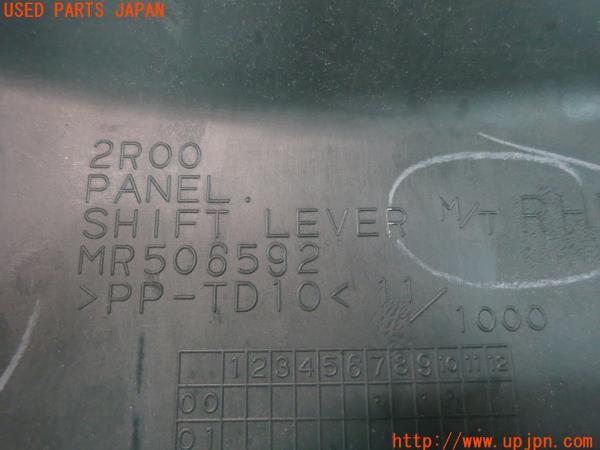 USED PARTS JAPAN
2R00
PANEL.
SHIFT LEVER M/T RH
MR506592
>PP-TD10< 11/1000
1 2 3 4 5 6 7 8 9 10 11 12
00
01
http://www.upjpn.com/